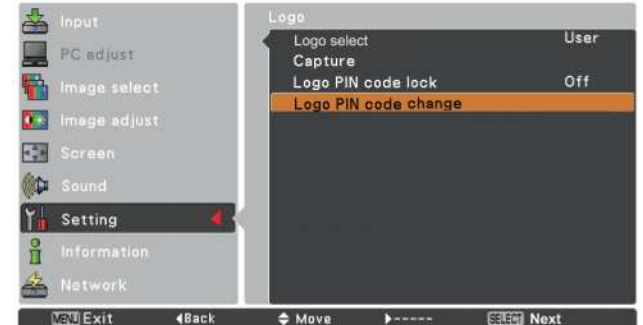 Input
PC adjust
Image select
Image adjust
Screen
Sound
Setting
Information
Network
Logo
Logo select User
Capture
Logo PIN code lock Off
Logo PIN code change
MENU Exit ◀Back Move ▶----- SELECT Next